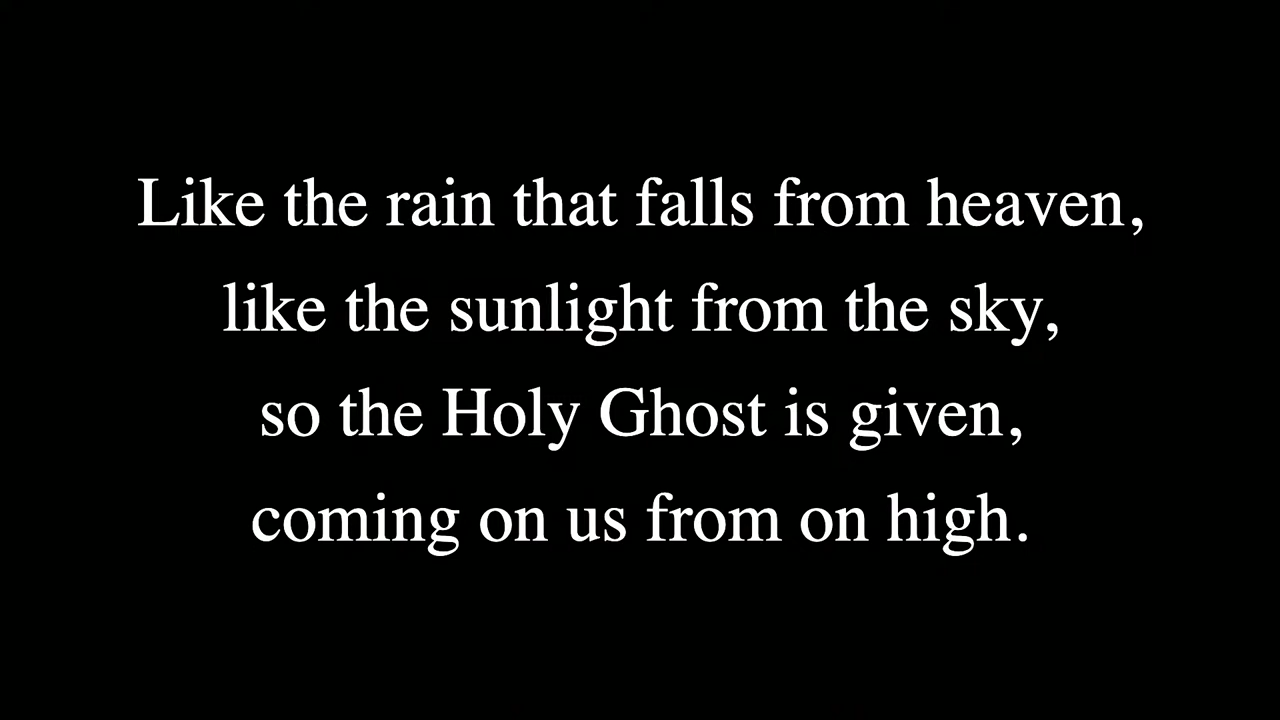 Like the rain that falls from heaven,
like the sunlight from the sky,
so the Holy Ghost is given,
coming on us from on high.